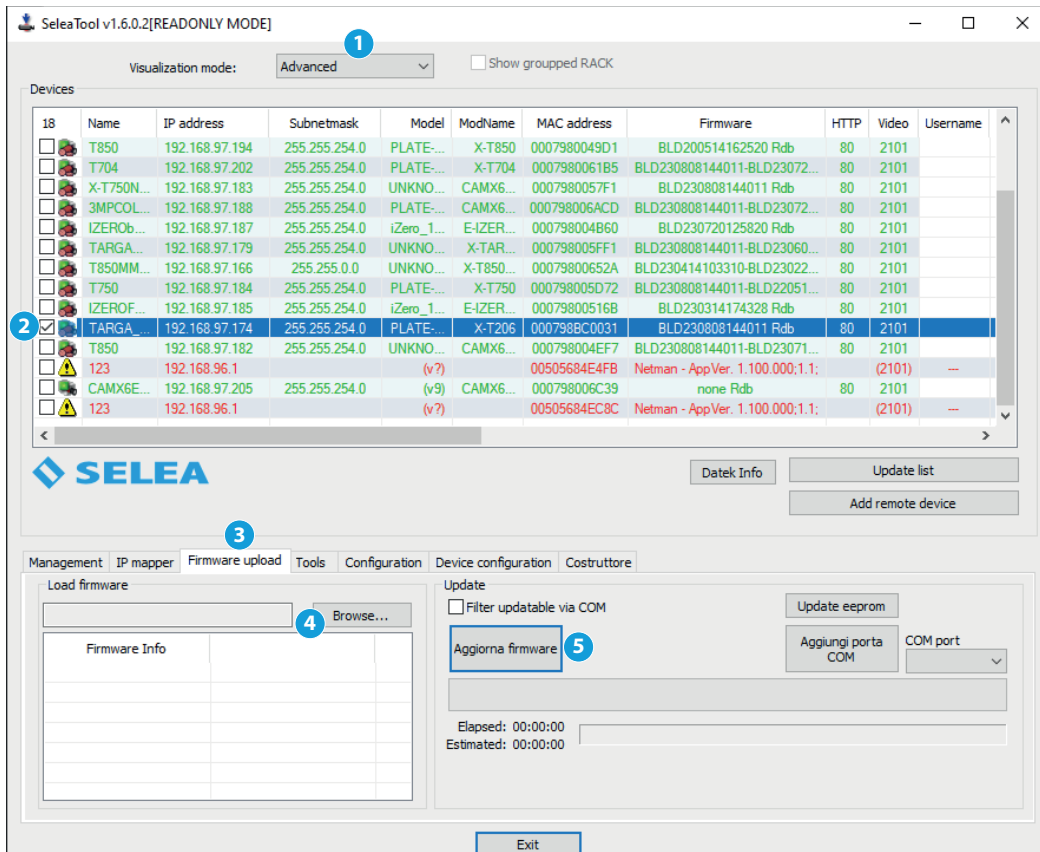 SeleaTool v1.6.0.2[READONLY MODE]
1
Visualization mode: Advanced Show groupped RACK
Devices
18 Name IP address Subnetmask Model ModName MAC address Firmware HTTP Video Username
T850 192.168.97.194 255.255.254.0 PLATE-... X-T850 0007980049D1 BLD200514162520 Rdb 80 2101
T704 192.168.97.202 255.255.254.0 PLATE-... X-T704 0007980061B5 BLD230808144011-BLD23072... 80 2101
X-T750N... 192.168.97.183 255.255.254.0 UNKNO... CAMX6... 0007980057F1 BLD230808144011 Rdb 80 2101
3MPCOL... 192.168.97.188 255.255.254.0 PLATE-... CAMX6... 000798006ACD BLD230808144011-BLD23072... 80 2101
IZEROb... 192.168.97.187 255.255.254.0 iZero_1... E-IZER... 000798004B60 BLD230720125820 Rdb 80 2101
TARGA... 192.168.97.179 255.255.254.0 UNKNO... X-TAR... 000798005FF1 BLD230808144011-BLD23060... 80 2101
T850MM... 192.168.97.166 255.255.0.0 UNKNO... X-T850... 00079800652A BLD230414103310-BLD23022... 80 2101
T750 192.168.97.184 255.255.254.0 PLATE-... X-T750 000798005D72 BLD230808144011-BLD22051... 80 2101
IZEROF... 192.168.97.185 255.255.254.0 iZero_1... E-IZER... 00079800516B BLD230314174328 Rdb 80 2101
2 TARGA_... 192.168.97.174 255.255.254.0 PLATE-... X-T206 000798BC0031 BLD230808144011 Rdb 80 2101
T850 192.168.97.182 255.255.254.0 UNKNO... CAMX6... 000798004EF7 BLD230808144011-BLD23071... 80 2101
123 192.168.96.1 (v?) 00505684E4FB Netman - AppVer. 1.100.000;1.1; (2101) ---
CAMX6E... 192.168.97.205 255.255.254.0 (v9) CAMX6... 000798006C39 none Rdb 80 2101
123 192.168.96.1 (v?) 00505684EC8C Netman - AppVer. 1.100.000;1.1; (2101) ---
SELEA
Datek Info Update list
Add remote device
3
Management IP mapper Firmware upload Tools Configuration Device configuration Costruttore
Load firmware Update
Filter updatable via COM Update eeprom
4 Browse...
Firmware Info Aggiorna firmware 5 Aggiungi porta COM COM port
Elapsed: 00:00:00
Estimated: 00:00:00
Exit